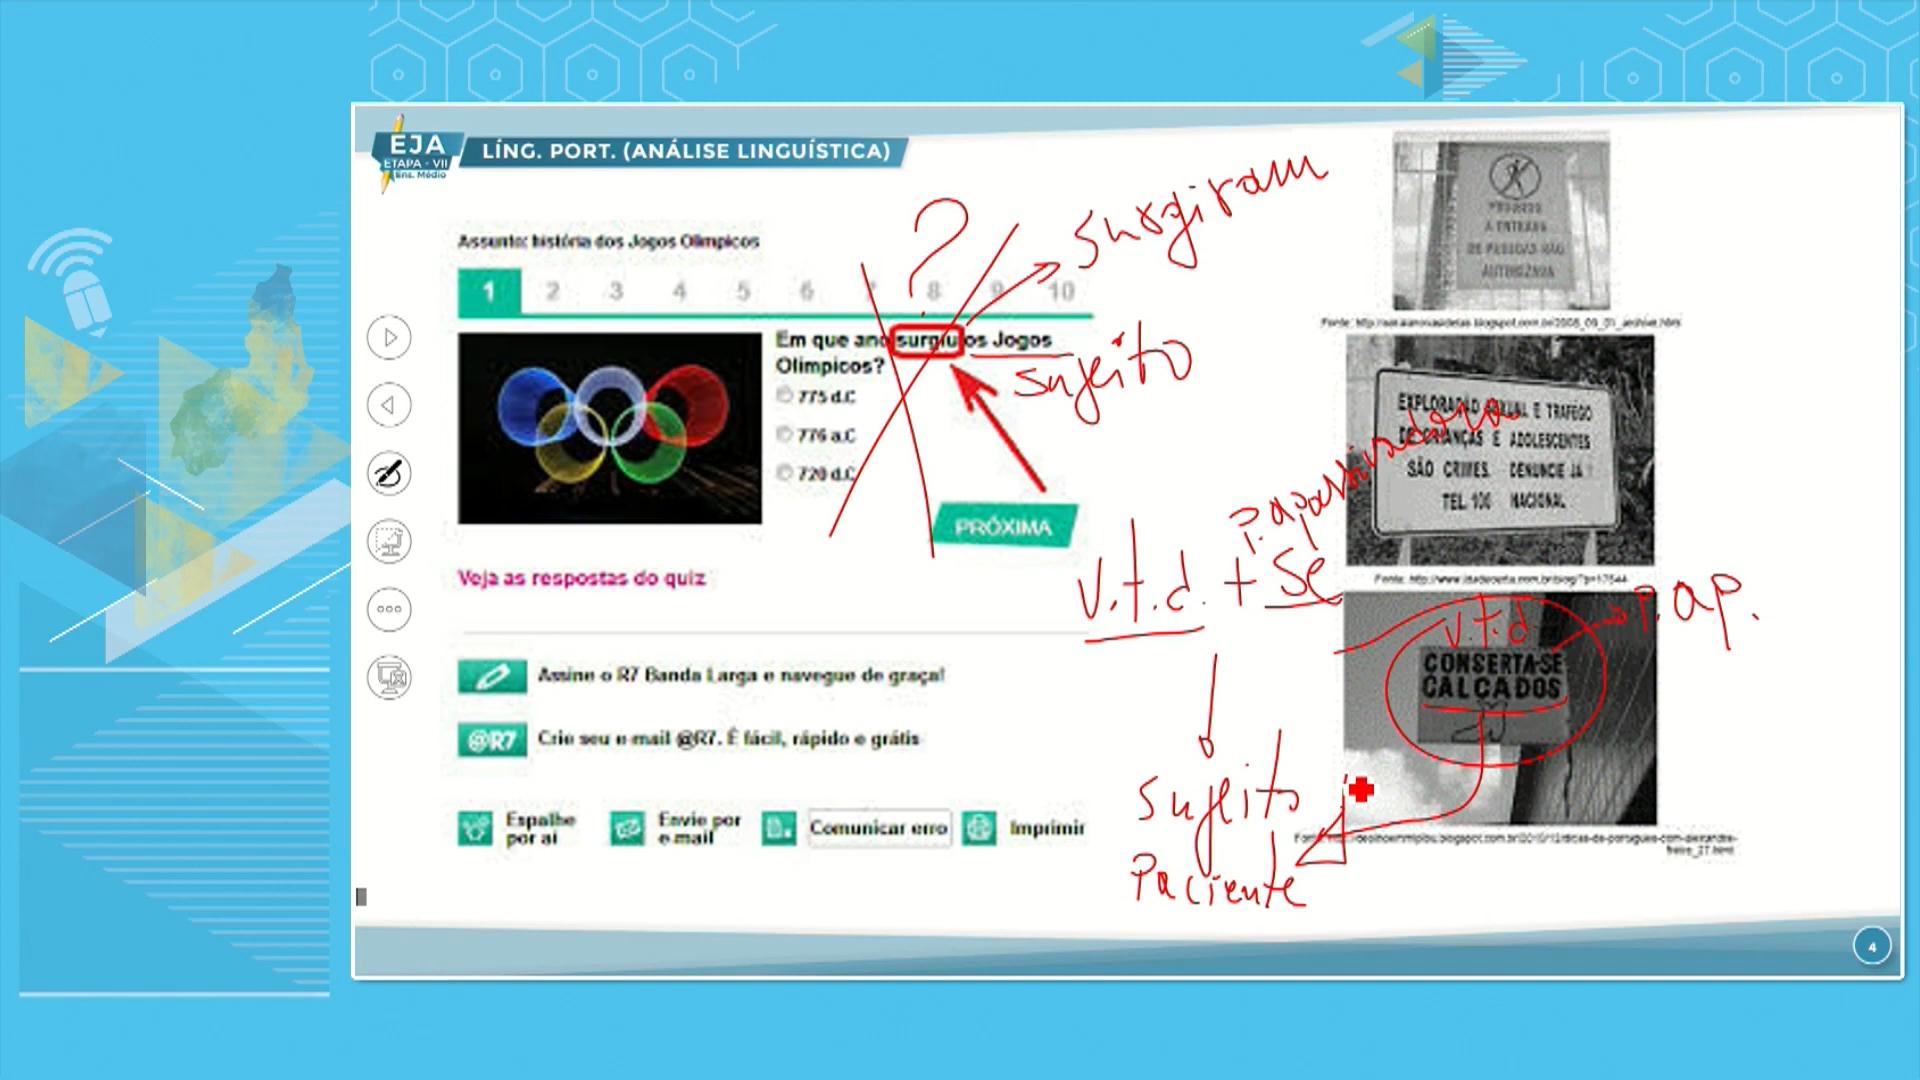 EJA
ETAPA - VII
Ens. Médio
LÍNG. PORT. (ANÁLISE LINGUÍSTICA)
Assunto: história dos Jogos Olímpicos
1 2 3 4 5 6 7 8 9 10
?
surgiram
Em que ano surgiu os Jogos
Olímpicos?
sujeito
775 d.C
776 a.C
720 d.C
PRÓXIMA
Veja as respostas do quiz
Assine o R7 Banda Larga e navegue de graça!
@R7 Crie seu e-mail @R7. É fácil, rápido e grátis
Espalhe
por aí
Envie por
e-mail
Comunicar erro
Imprimir
A ENTRADA
DE PESSOAS NÃO
EXPLORAÇÃO SEXUAL E TRAFEGO
DE CRIANÇAS E ADOLESCENTES
SÃO CRIMES. DENUNCIE JA
TEL. 100 NACIONAL
p. apassivadora
v.t.d. + Se
v.t.d.
p. ap.
CONSERTA-SE
CALÇADOS
Sujeito
Paciente
4